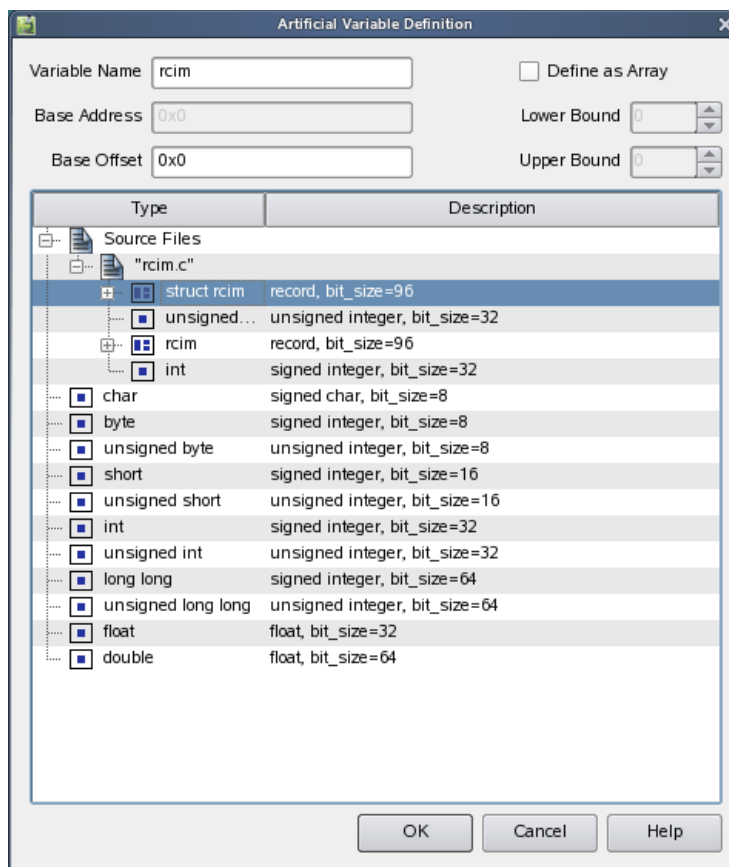 Artificial Variable Definition
Variable Name rcim Define as Array
Base Address 0x0 Lower Bound 0
Base Offset 0x0 Upper Bound 0
Type Description
Source Files
"rcim.c"
struct rcim record, bit_size=96
unsigned... unsigned integer, bit_size=32
rcim record, bit_size=96
int signed integer, bit_size=32
char signed char, bit_size=8
byte signed integer, bit_size=8
unsigned byte unsigned integer, bit_size=8
short signed integer, bit_size=16
unsigned short unsigned integer, bit_size=16
int signed integer, bit_size=32
unsigned int unsigned integer, bit_size=32
long long signed integer, bit_size=64
unsigned long long unsigned integer, bit_size=64
float float, bit_size=32
double float, bit_size=64
OK Cancel Help